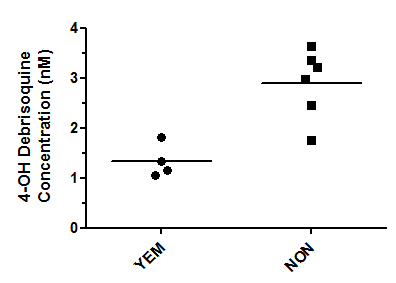 4-OH Debrisoquine
Concentration (nM)
4
3
2
1
0
YEM
NON